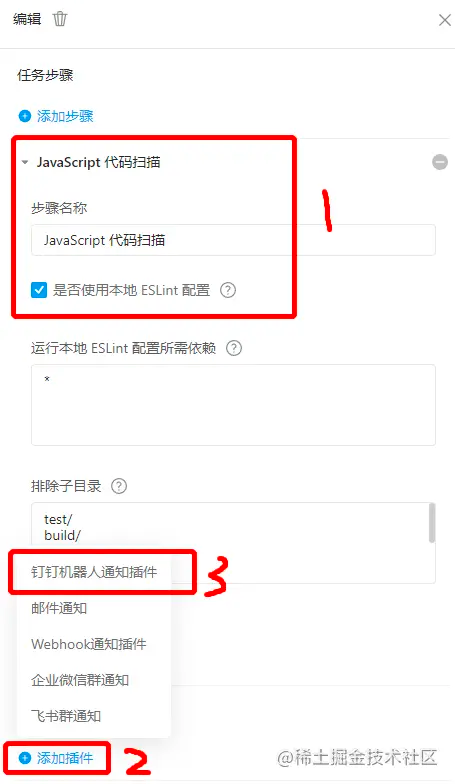 编辑
任务步骤
添加步骤
JavaScript 代码扫描
1
步骤名称
JavaScript 代码扫描
是否使用本地 ESLint 配置
运行本地 ESLint 配置所需依赖
*
排除子目录
test/
build/
钉钉机器人通知插件
3
邮件通知
Webhook通知插件
企业微信群通知
飞书群通知
添加插件
2
@稀土掘金技术社区